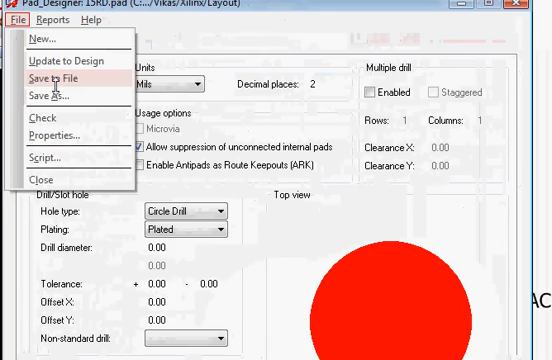 Pad_Designer: 15RD.pad (C:.../Vikas/Xilinx/Layout)
File Reports Help
New...
Update to Design
Save to File
Save As...
Check
Properties...
Script...
Close
Units
Mils
Decimal places: 2
Usage options
Microvia
Allow suppression of unconnected internal pads
Enable Antipads as Route Keepouts (ARK)
Multiple drill
Enabled
Staggered
Rows: 1 Columns: 1
Clearance X: 0.00
Clearance Y: 0.00
Drill/Slot hole
Hole type: Circle Drill
Plating: Plated
Drill diameter: 0.00
0.00
Tolerance: + 0.00 - 0.00
Offset X: 0.00
Offset Y: 0.00
Non-standard drill:
Top view
AC